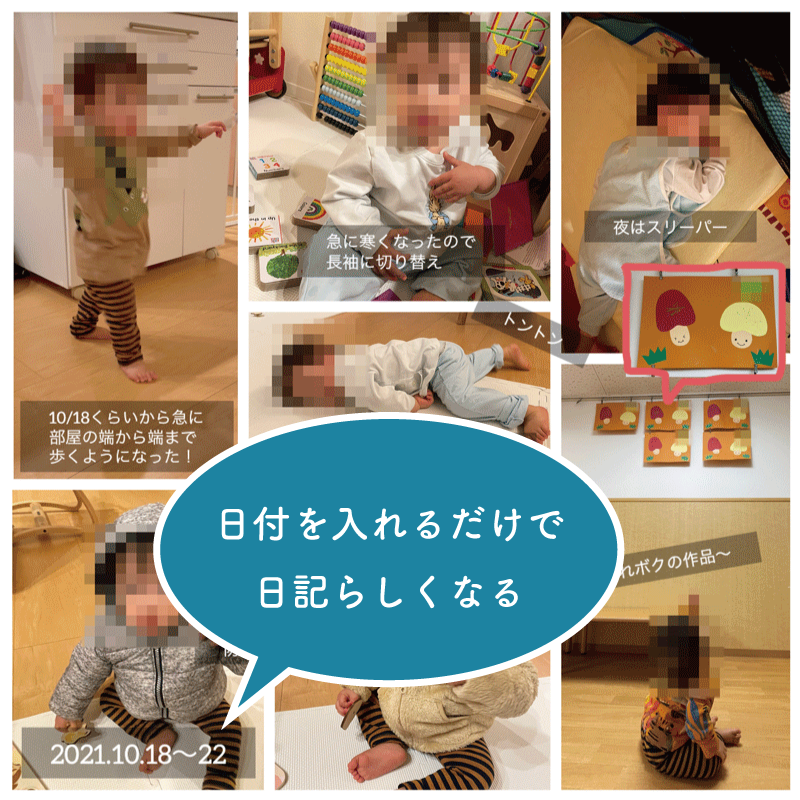 急に寒くなったので
長袖に切り替え
夜はスリーパー
トントン
10/18くらいから急に
部屋の端から端まで
歩くようになった！
日付を入れるだけで
日記らしくなる
れボクの作品〜
2021.10.18〜22